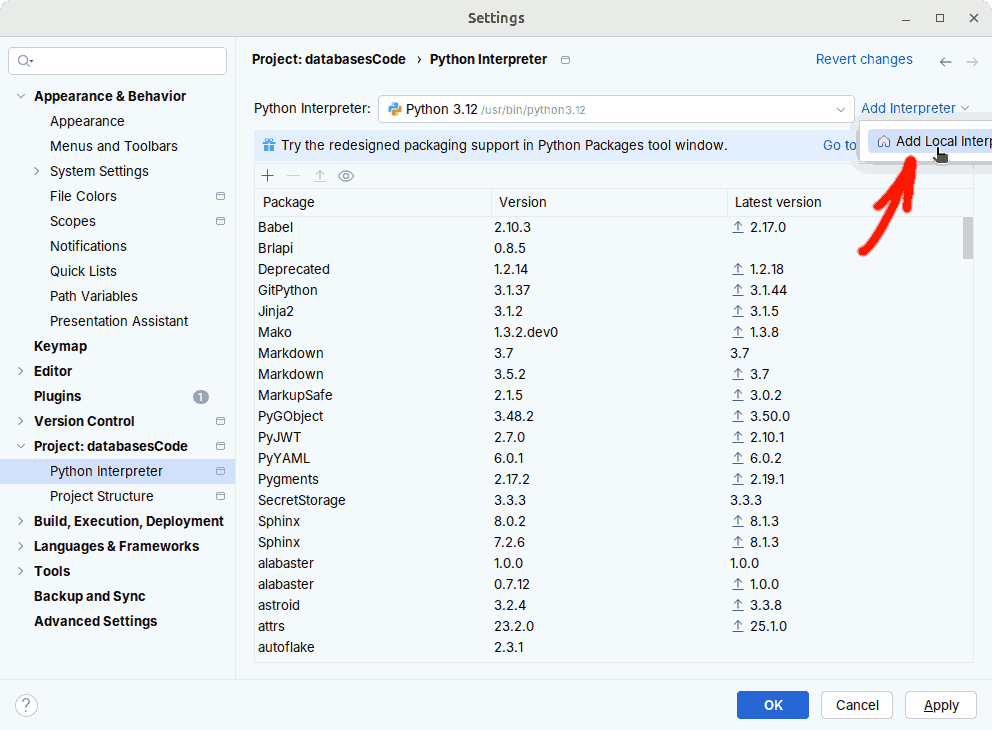 Settings
Project: databasesCode › Python Interpreter
Revert changes
Appearance & Behavior
Appearance
Menus and Toolbars
System Settings
File Colors
Scopes
Notifications
Quick Lists
Path Variables
Presentation Assistant
Keymap
Editor
Plugins 1
Version Control
Project: databasesCode
Python Interpreter
Project Structure
Build, Execution, Deployment
Languages & Frameworks
Tools
Backup and Sync
Advanced Settings
Python Interpreter: Python 3.12 /usr/bin/python3.12 Add Interpreter
Add Local Interp
Try the redesigned packaging support in Python Packages tool window. Go to
Package Version Latest version
Babel 2.10.3 2.17.0
Brlapi 0.8.5
Deprecated 1.2.14 1.2.18
GitPython 3.1.37 3.1.44
Jinja2 3.1.2 3.1.5
Mako 1.3.2.dev0 1.3.8
Markdown 3.7 3.7
Markdown 3.5.2 3.7
MarkupSafe 2.1.5 3.0.2
PyGObject 3.48.2 3.50.0
PyJWT 2.7.0 2.10.1
PyYAML 6.0.1 6.0.2
Pygments 2.17.2 2.19.1
SecretStorage 3.3.3 3.3.3
Sphinx 8.0.2 8.1.3
Sphinx 7.2.6 8.1.3
alabaster 1.0.0 1.0.0
alabaster 0.7.12 1.0.0
astroid 3.2.4 3.3.8
attrs 23.2.0 25.1.0
autoflake 2.3.1
? OK Cancel Apply